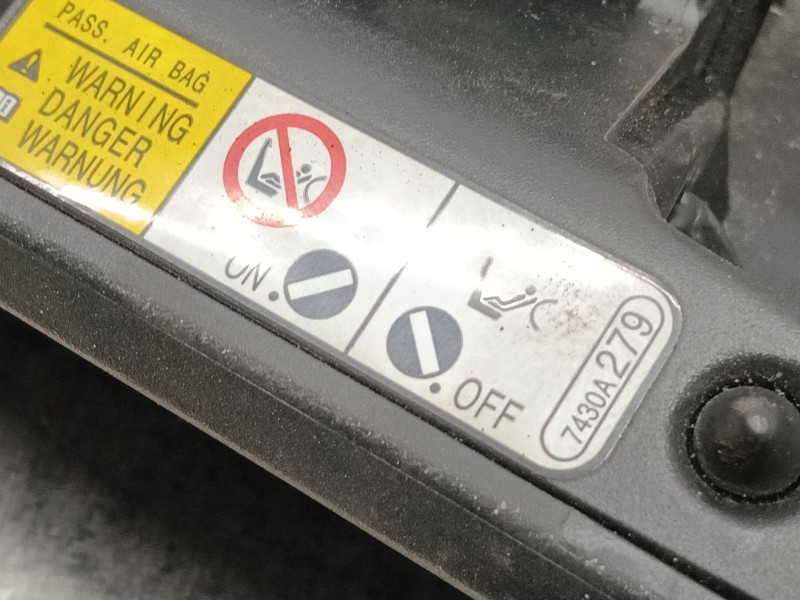 PASS. AIR BAG
WARNING
DANGER
WARNUNG
ON
OFF
7430A279